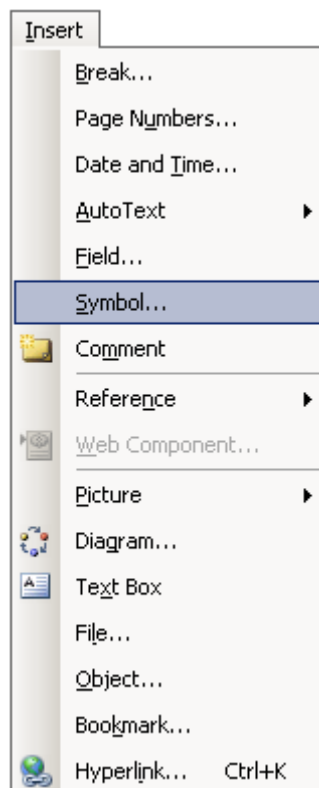 Insert
Break...
Page Numbers...
Date and Time...
AutoText
Field...
Symbol...
Comment
Reference
Web Component...
Picture
Diagram...
Text Box
File...
Object...
Bookmark...
Hyperlink... Ctrl+K